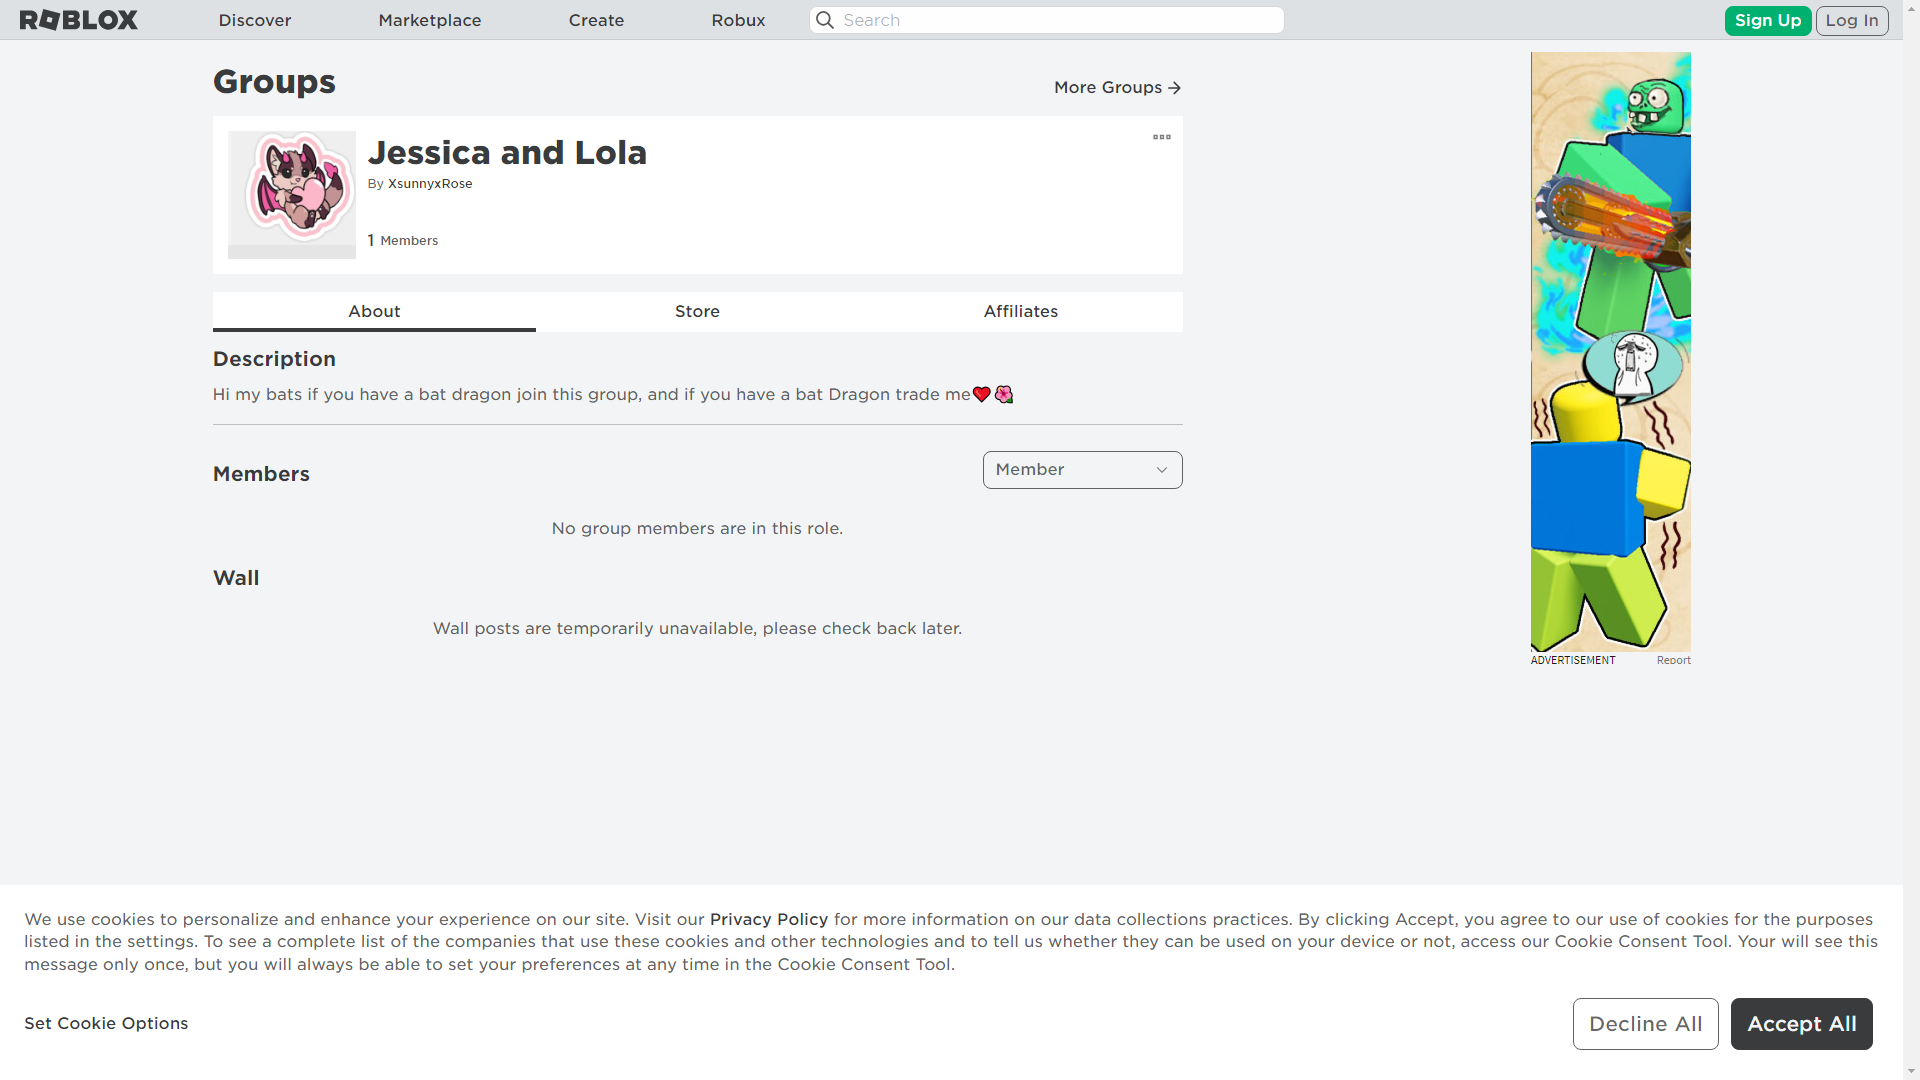 ROBLOX Discover Marketplace Create Robux Search Sign Up Log In
Groups
More Groups
Jessica and Lola
By XsunnyxRose
1 Members
About Store Affiliates
Description
Hi my bats if you have a bat dragon join this group, and if you have a bat Dragon trade me❤️🌺
Members
Member
No group members are in this role.
Wall
Wall posts are temporarily unavailable, please check back later.
ADVERTISEMENT Report
We use cookies to personalize and enhance your experience on our site. Visit our Privacy Policy for more information on our data collections practices. By clicking Accept, you agree to our use of cookies for the purposes
listed in the settings. To see a complete list of the companies that use these cookies and other technologies and to tell us whether they can be used on your device or not, access our Cookie Consent Tool. Your will see this
message only once, but you will always be able to set your preferences at any time in the Cookie Consent Tool.
Set Cookie Options
Decline All
Accept All